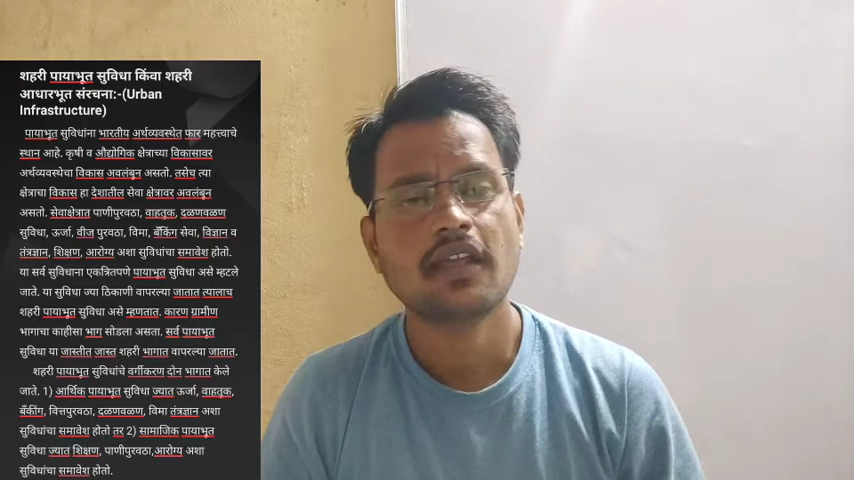 शहरी पायाभूत सुविधा किंवा शहरी
आधारभूत संरचना:-(Urban
Infrastructure)
पायाभूत सुविधांना भारतीय अर्थव्यवस्थेत फार महत्त्वाचे
स्थान आहे. कृषी व औद्योगिक क्षेत्राच्या विकासावर
अर्थव्यवस्थेचा विकास अवलंबून असतो. तसेच त्या
क्षेत्राचा विकास हा देशातील सेवा क्षेत्रावर अवलंबून
असतो. सेवाक्षेत्रात पाणीपुरवठा, वाहतूक, दळणवळण
सुविधा, ऊर्जा, वीज पुरवठा, विमा, बँकिंग सेवा, विज्ञान व
तंत्रज्ञान, शिक्षण, आरोग्य अशा सुविधांचा समावेश होतो.
या सर्व सुविधाना एकत्रितपणे पायाभूत सुविधा असे म्हटले
जाते. या सुविधा ज्या ठिकाणी वापरल्या जातात त्यालाच
शहरी पायाभूत सुविधा असे म्हणतात. कारण ग्रामीण
भागाचा काहीसा भाग सोडला असता. सर्व पायाभूत
सुविधा या जास्तीत जास्त शहरी भागात वापरल्या जातात.
शहरी पायाभूत सुविधांचे वर्गीकरण दोन भागात केले
जाते. 1) आर्थिक पायाभूत सुविधा ज्यात ऊर्जा, वाहतूक,
बँकींग, वित्तपुरवठा, दळणवळण, विमा तंत्रज्ञान अशा
सुविधांचा समावेश होतो तर 2) सामाजिक पायाभूत
सुविधा ज्यात शिक्षण, पाणीपुरवठा,आरोग्य अशा
सुविधांचा समावेश होतो.